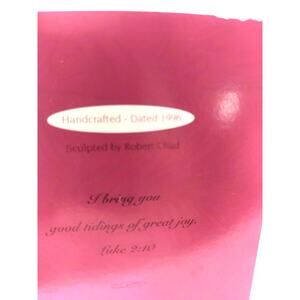 Handcrafted - Dated 1996
Sculpted by Robert Chad
I bring you
good tidings of great joy.
Luke 2:10